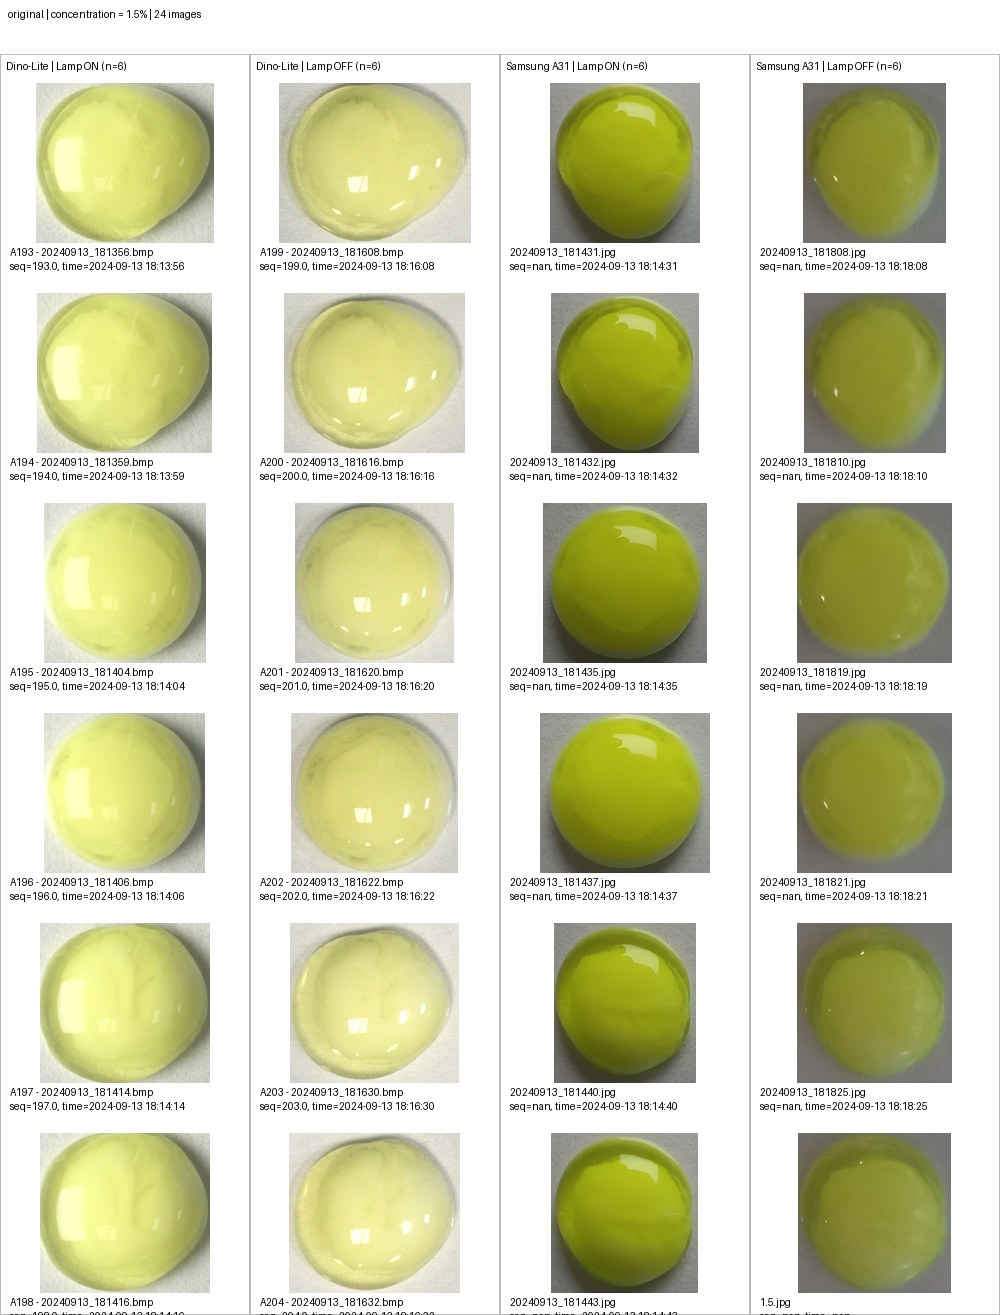 original | concentration = 1.5% | 24 images
Dino-Lite | Lamp ON (n=6)
A193 - 20240913_181356.bmp
seq=193.0, time=2024-09-13 18:13:56
A194 - 20240913_181359.bmp
seq=194.0, time=2024-09-13 18:13:59
A195 - 20240913_181404.bmp
seq=195.0, time=2024-09-13 18:14:04
A196 - 20240913_181406.bmp
seq=196.0, time=2024-09-13 18:14:06
A197 - 20240913_181414.bmp
seq=197.0, time=2024-09-13 18:14:14
A198 - 20240913_181416.bmp
Dino-Lite | Lamp OFF (n=6)
A199 - 20240913_181608.bmp
seq=199.0, time=2024-09-13 18:16:08
A200 - 20240913_181616.bmp
seq=200.0, time=2024-09-13 18:16:16
A201 - 20240913_181620.bmp
seq=201.0, time=2024-09-13 18:16:20
A202 - 20240913_181622.bmp
seq=202.0, time=2024-09-13 18:16:22
A203 - 20240913_181630.bmp
seq=203.0, time=2024-09-13 18:16:30
A204 - 20240913_181632.bmp
Samsung A31 | Lamp ON (n=6)
20240913_181431.jpg
seq=nan, time=2024-09-13 18:14:31
20240913_181432.jpg
seq=nan, time=2024-09-13 18:14:32
20240913_181435.jpg
seq=nan, time=2024-09-13 18:14:35
20240913_181437.jpg
seq=nan, time=2024-09-13 18:14:37
20240913_181440.jpg
seq=nan, time=2024-09-13 18:14:40
20240913_181443.jpg
Samsung A31 | Lamp OFF (n=6)
20240913_181808.jpg
seq=nan, time=2024-09-13 18:18:08
20240913_181810.jpg
seq=nan, time=2024-09-13 18:18:10
20240913_181819.jpg
seq=nan, time=2024-09-13 18:18:19
20240913_181821.jpg
seq=nan, time=2024-09-13 18:18:21
20240913_181825.jpg
seq=nan, time=2024-09-13 18:18:25
1.5.jpg